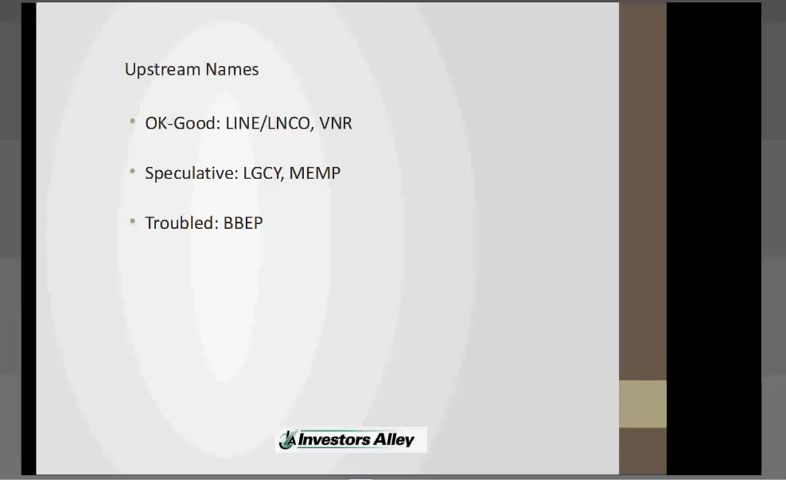 Upstream Names
• OK-Good: LINE/LNCO, VNR
• Speculative: LGCY, MEMP
• Troubled: BBEP
Investors Alley